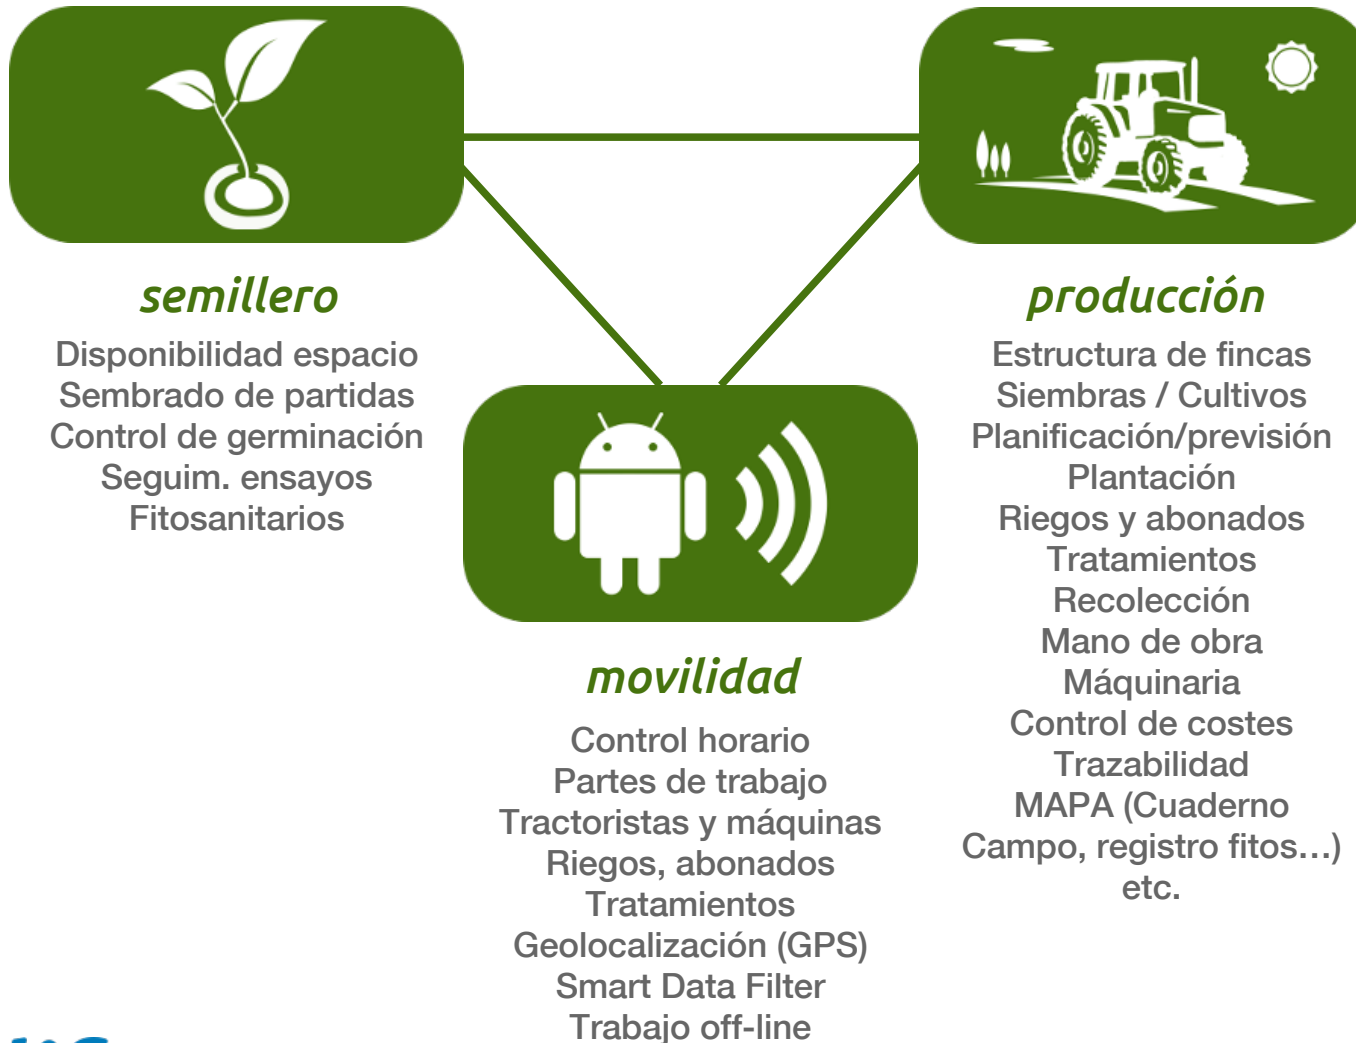 semillero
Disponibilidad espacio
Sembrado de partidas
Control de germinación
Seguim. ensayos
Fitosanitarios
producción
Estructura de fincas
Siembras / Cultivos
Planificación/previsión
Plantación
Riegos y abonados
Tratamientos
Recolección
Mano de obra
Máquinaria
Control de costes
Trazabilidad
MAPA (Cuaderno
Campo, registro fitos...)
etc.
movilidad
Control horario
Partes de trabajo
Tractoristas y máquinas
Riegos, abonados
Tratamientos
Geolocalización (GPS)
Smart Data Filter
Trabajo off-line